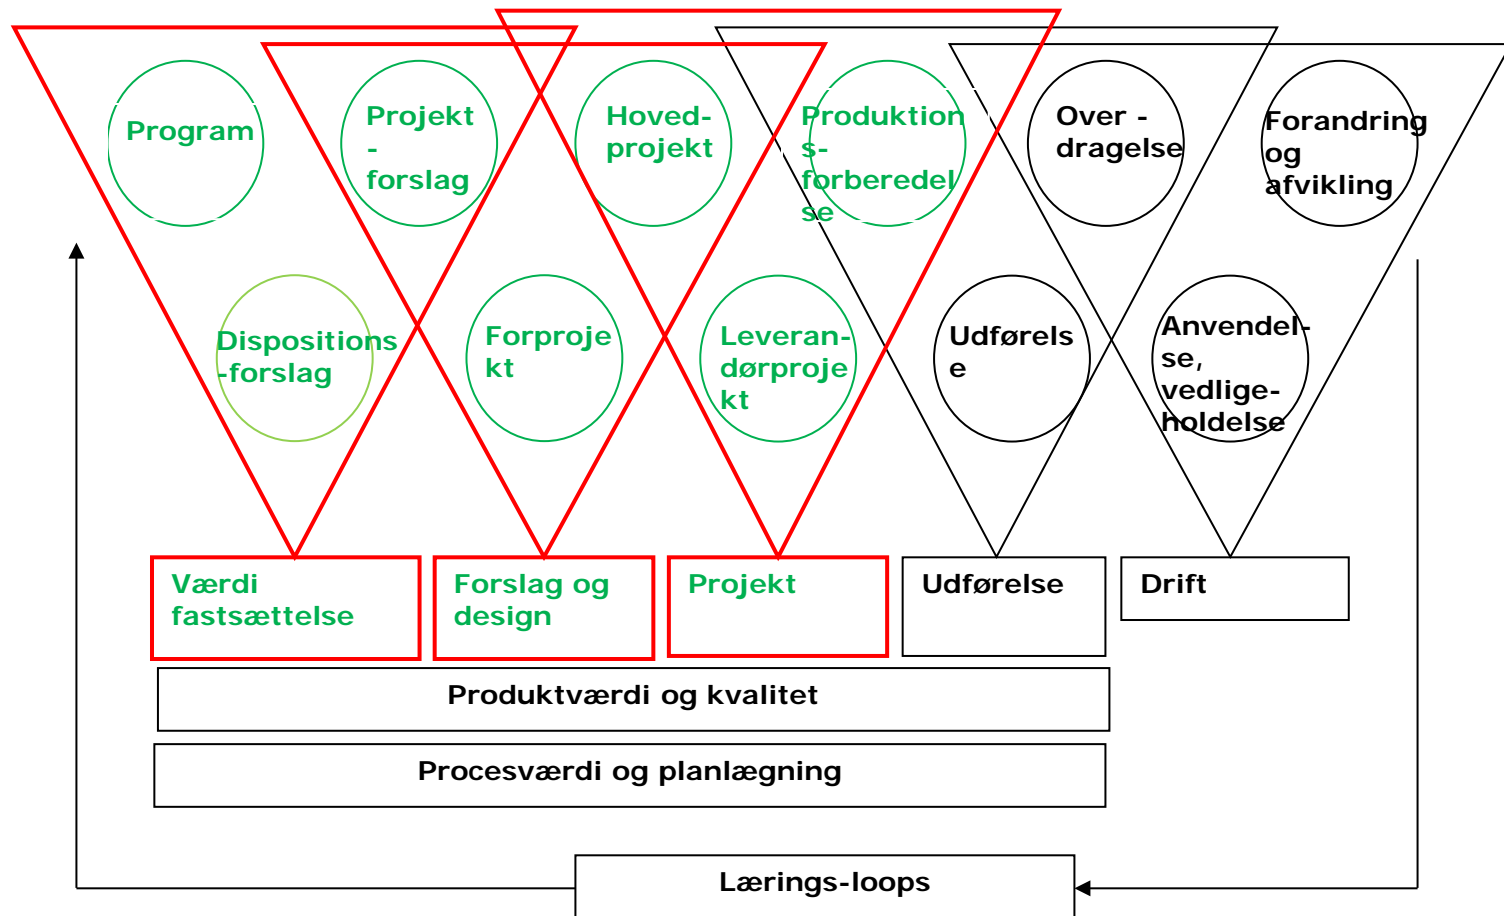 Program
Projekt
-
forslag
Hoved-
projekt
Produktion
s-
forberedel
se
Over -
dragelse
Forandring
og
afvikling
Dispositions
-forslag
Forproje
kt
Leveran-
dørproje
kt
Udførels
e
Anvendel-
se,
vedlige-
holdelse
Værdi
fastsættelse
Forslag og
design
Projekt
Udførelse
Drift
Produktværdi og kvalitet
Procesværdi og planlægning
Lærings-loops